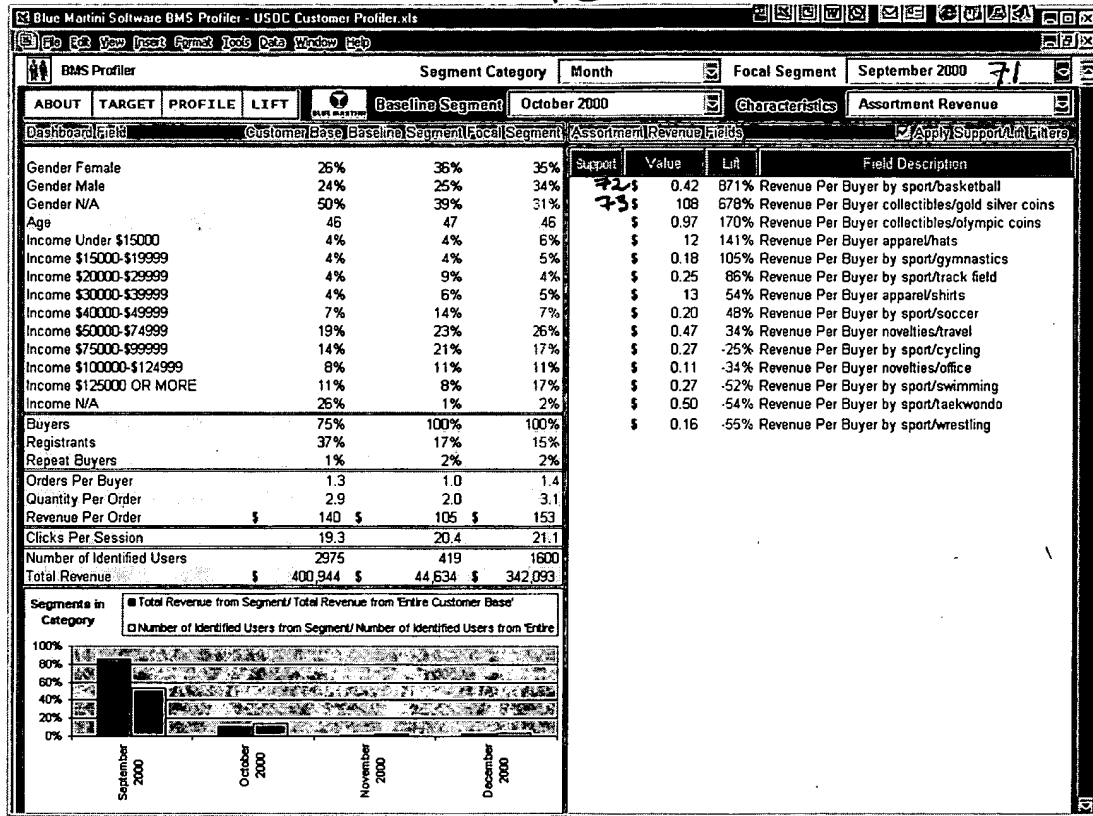 Blue Martini Software BMS Profiler - USOC Customer Profiler.xls
File Edit View Insert Format Tools Data Window Help
BMS Profiler Segment Category Month Focal Segment September 2000 71
ABOUT TARGET PROFILE LIFT BLUE MARTINI Baseline Segment October 2000 Characteristics Assortment Revenue
Dashboard Field Customer Base Baseline Segment Focal Segment Assortment Revenue Fields Apply Support/Lift Filters
Support Value Lift Field Description
Gender Female 26% 36% 35% 72 $ 0.42 871% Revenue Per Buyer by sport/basketball
Gender Male 24% 25% 34% 73 $ 108 678% Revenue Per Buyer collectibles/gold silver coins
Gender N/A 50% 39% 31% $ 0.97 170% Revenue Per Buyer collectibles/olympic coins
Age 46 47 46 $ 12 141% Revenue Per Buyer apparel/hats
Income Under $15000 4% 4% 6% $ 0.18 105% Revenue Per Buyer by sport/gymnastics
Income $15000-$19999 4% 4% 5% $ 0.25 86% Revenue Per Buyer by sport/track field
Income $20000-$29999 4% 9% 4% $ 13 54% Revenue Per Buyer apparel/shirts
Income $30000-$39999 4% 6% 5% $ 0.20 48% Revenue Per Buyer by sport/soccer
Income $40000-$49999 7% 14% 7% $ 0.47 34% Revenue Per Buyer novelties/travel
Income $50000-$74999 19% 23% 26% $ 0.27 -25% Revenue Per Buyer by sport/cycling
Income $75000-$99999 14% 21% 17% $ 0.11 -34% Revenue Per Buyer novelties/office
Income $100000-$124999 8% 11% 11% $ 0.27 -52% Revenue Per Buyer by sport/swimming
Income $125000 OR MORE 11% 8% 17% $ 0.50 -54% Revenue Per Buyer by sport/taekwondo
Income N/A 26% 1% 2% $ 0.16 -55% Revenue Per Buyer by sport/wrestling
Buyers 75% 100% 100%
Registrants 37% 17% 15%
Repeat Buyers 1% 2% 2%
Orders Per Buyer 1.3 1.0 1.4
Quantity Per Order 2.9 2.0 3.1
Revenue Per Order $ 140 $ 105 $ 153
Clicks Per Session 19.3 20.4 21.1
Number of Identified Users 2975 419 1600
Total Revenue $ 400,944 $ 44,634 $ 342,093
Segments in Category
Total Revenue from Segment/ Total Revenue from 'Entire Customer Base'
Number of Identified Users from Segment/ Number of Identified Users from 'Entire
100%
80%
60%
40%
20%
0%
September 2000 October 2000 November 2000 December 2000